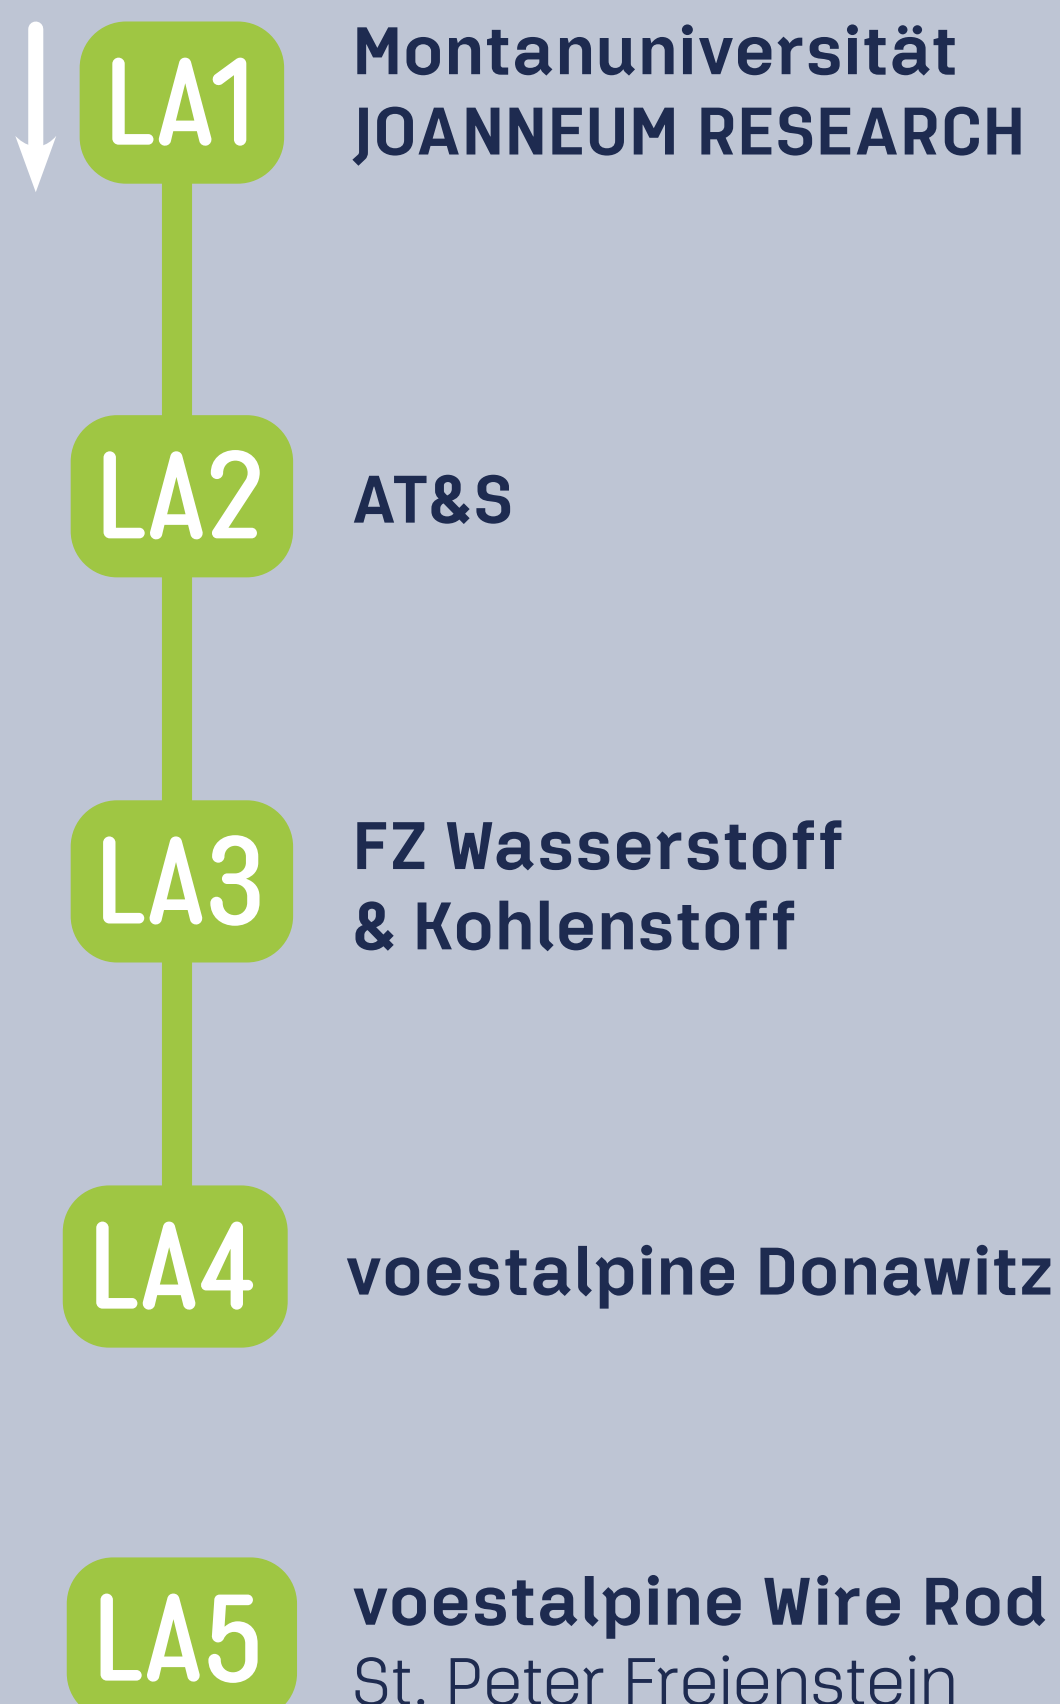 LA1
Montanuniversität
JOANNEUM RESEARCH
LA2
AT&S
LA3
FZ Wasserstoff
& Kohlenstoff
LA4
voestalpine Donawitz
LA5
voestalpine Wire Rod
St. Peter Freienstein